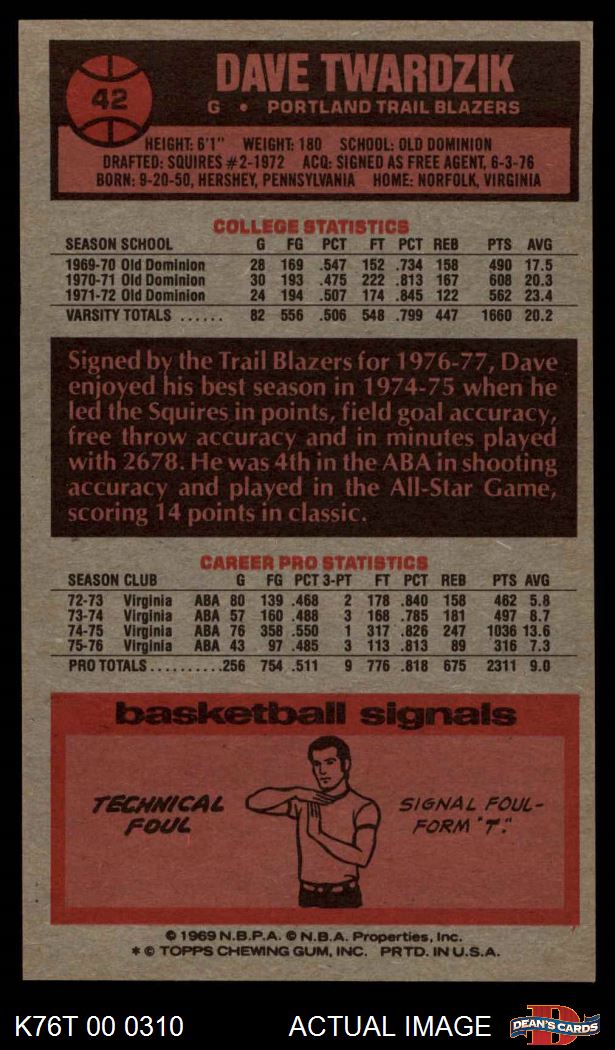 42
DAVE TWARDZIK
G • PORTLAND TRAIL BLAZERS
HEIGHT: 6'1" WEIGHT: 180 SCHOOL: OLD DOMINION
DRAFTED: SQUIRES #2-1972 ACQ: SIGNED AS FREE AGENT, 6-3-76
BORN: 9-20-50, HERSHEY, PENNSYLVANIA HOME: NORFOLK, VIRGINIA
COLLEGE STATISTICS
SEASON SCHOOL G FG PCT FT PCT REB PTS AVG
1969-70 Old Dominion 28 169 .547 152 .734 158 490 17.5
1970-71 Old Dominion 30 193 .475 222 .813 167 608 20.3
1971-72 Old Dominion 24 194 .507 174 .845 122 562 23.4
VARSITY TOTALS ...... 82 556 .506 548 .799 447 1660 20.2
Signed by the Trail Blazers for 1976-77, Dave
enjoyed his best season in 1974-75 when he
led the Squires in points, field goal accuracy,
free throw accuracy and in minutes played
with 2678. He was 4th in the ABA in shooting
accuracy and played in the All-Star Game,
scoring 14 points in classic.
CAREER PRO STATISTICS
SEASON CLUB G FG PCT 3-PT FT PCT REB PTS AVG
72-73 Virginia ABA 80 139 .468 2 178 .840 158 462 5.8
73-74 Virginia ABA 57 160 .488 3 168 .785 181 497 8.7
74-75 Virginia ABA 76 358 .550 1 317 .826 247 1036 13.6
75-76 Virginia ABA 43 97 .485 3 113 .813 89 316 7.3
PRO TOTALS..........256 754 .511 9 776 .818 675 2311 9.0
basketball signals
TECHNICAL FOUL
SIGNAL FOUL-
FORM "T."
© 1969 N.B.P.A. © N.B.A. Properties, Inc.
* © TOPPS CHEWING GUM, INC. PRTD. IN U.S.A.
K76T 00 0310 ACTUAL IMAGE
D
DEAN'S CARDS